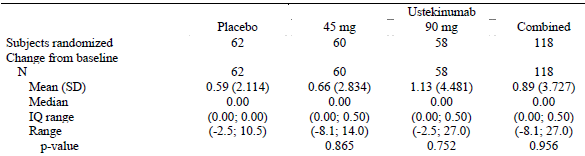 Ustekinumab
Placebo 45 mg 90 mg Combined
Subjects randomized 62 60 58 118
Change from baseline
N 62 60 58 118
Mean (SD) 0.59 (2.114) 0.66 (2.834) 1.13 (4.481) 0.89 (3.727)
Median 0.00 0.00 0.00 0.00
IQ range (0.00; 0.00) (0.00; 0.50) (0.00; 0.50) (0.00; 0.50)
Range (-2.5; 10.5) (-8.1; 14.0) (-2.5; 27.0) (-8.1; 27.0)
p-value 0.865 0.752 0.956